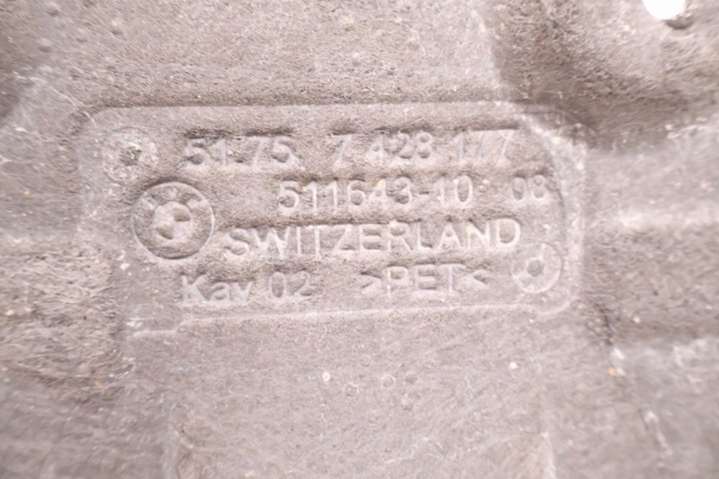 51.75. 7 428 177
511643-10 08
SWITZERLAND
Kav 02 >PET<